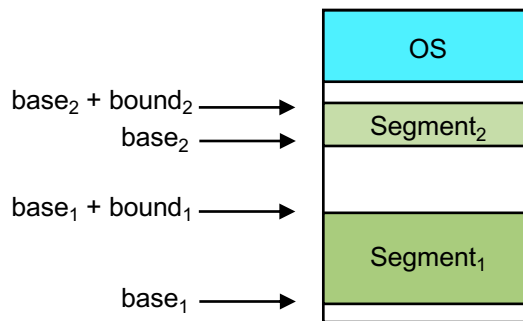 OS
base₂ + bound₂
Segment₂
base₂
base₁ + bound₁
Segment₁
base₁